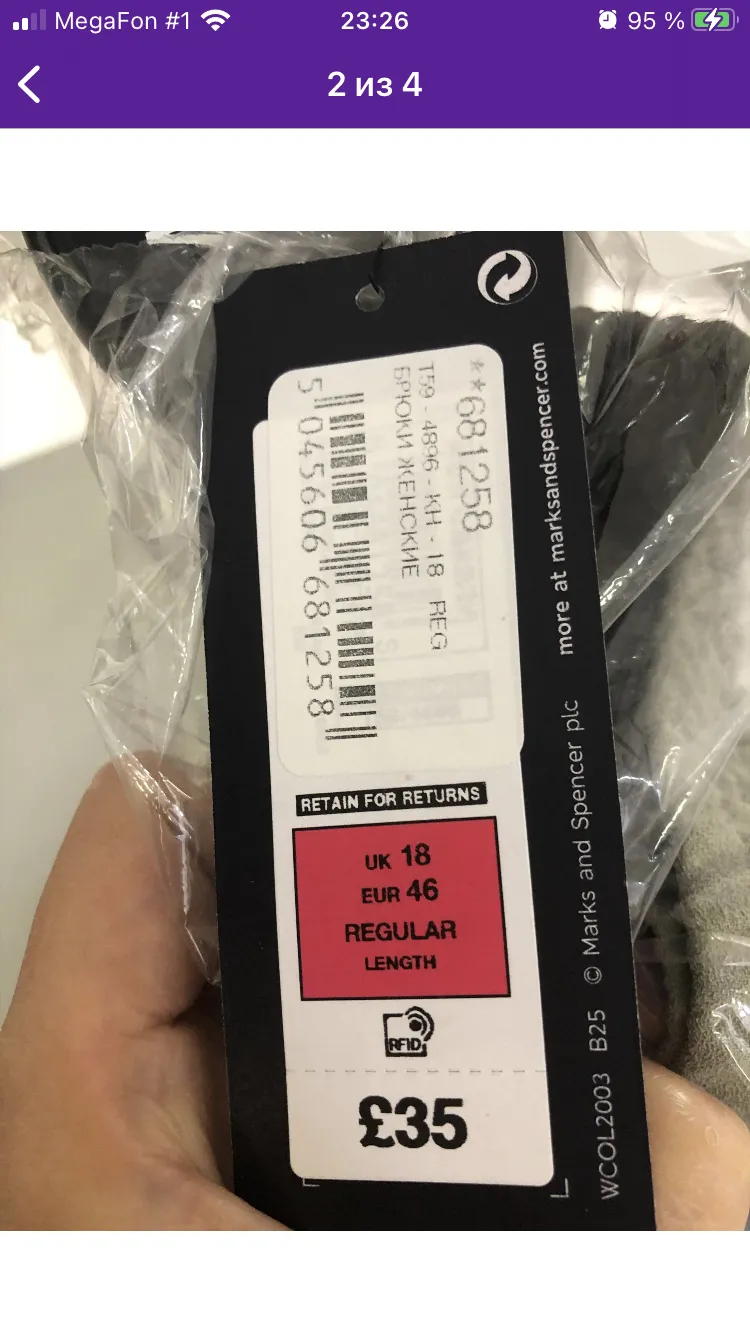 MegaFon #1 23:26 95 %
2 из 4
**681258
T59 - 4896 - KH - 18 REG
БРЮКИ ЖЕНСКИЕ
5 045606 681258
RETAIN FOR RETURNS
UK 18
EUR 46
REGULAR
LENGTH
RFID
£35
WCOL2003 B25 © Marks and Spencer plc more at marksandspencer.com